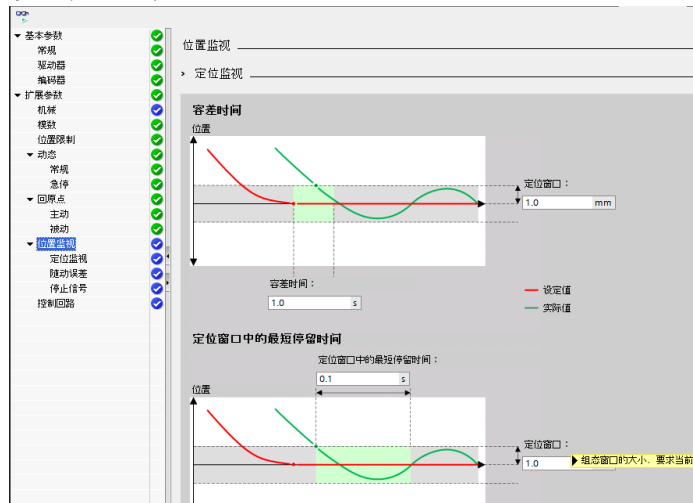 基本参数
常规
驱动器
编码器
扩展参数
机械
模数
位置限制
动态
常规
急停
回原点
主动
被动
位置监视
定位监视
随动误差
停止信号
控制回路
位置监视
定位监视
容差时间
位置
定位窗口：
1.0 mm
容差时间：
1.0 s
设定值
实际值
定位窗口中的最短停留时间
定位窗口中的最短停留时间：
0.1 s
位置
定位窗口：
1.0
组态窗口的大小、要求当前